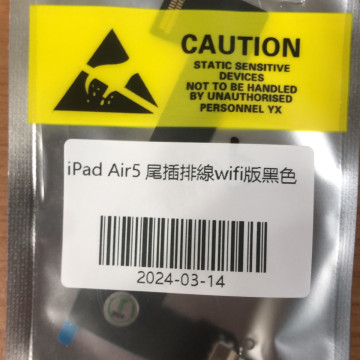 CAUTION
STATIC SENSITIVE
DEVICES
NOT TO BE HANDLED
BY UNAUTHORISED
PERSONNEL YX
iPad Air5 尾插排線wifi版黑色
2024-03-14